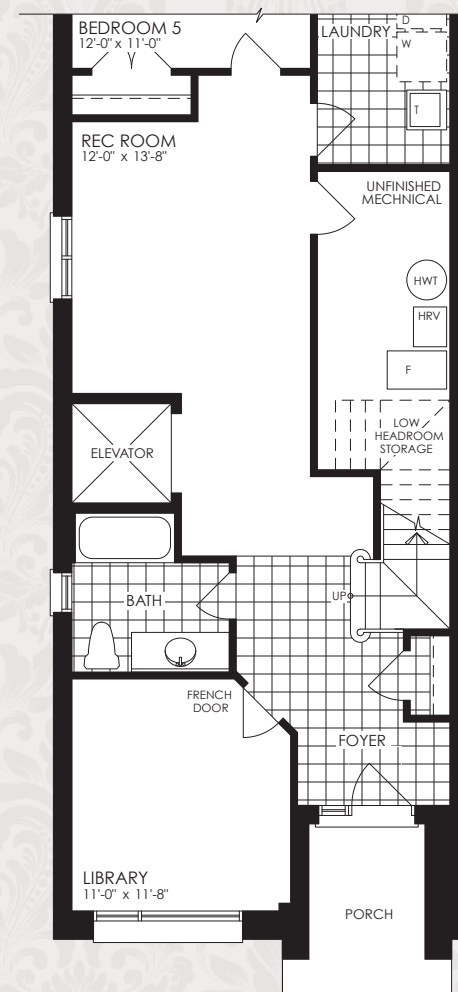 BEDROOM 5
12'-0" x 11'-0"
LAUNDRY
D
W
T
REC ROOM
12'-0" x 13'-8"
UNFINISHED
MECHNICAL
HWT
HRV
F
LOW
HEADROOM
STORAGE
ELEVATOR
UP
BATH
FRENCH
DOOR
FOYER
LIBRARY
11'-0" x 11'-8"
PORCH